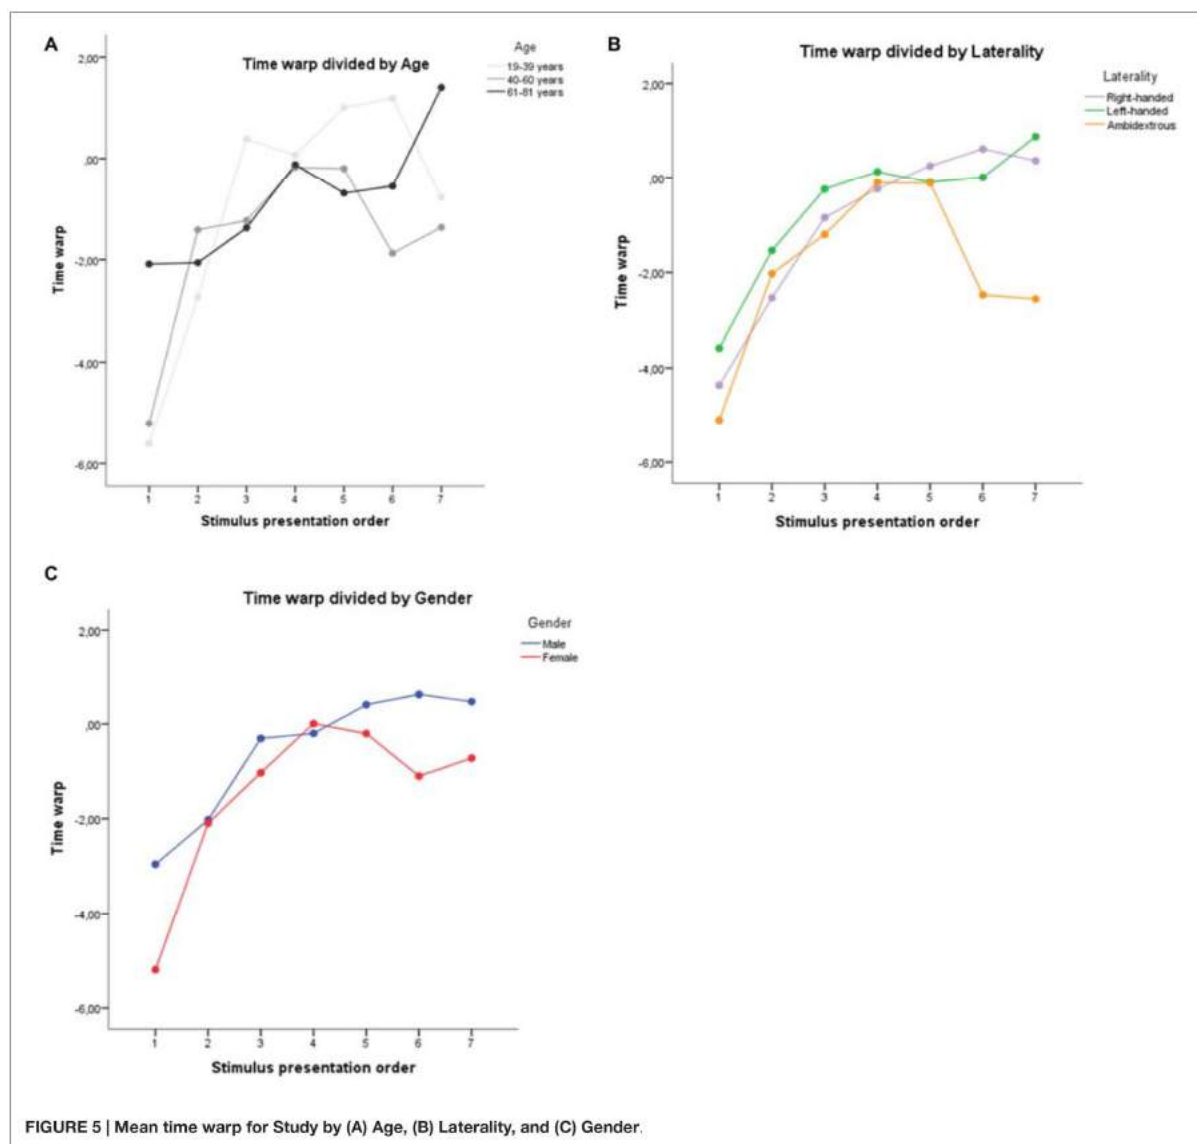 A
Time warp divided by Age
Age
19-39 years
40-60 years
61-81 years
2,00
,00
-2,00
-4,00
-6,00
Time warp
1 2 3 4 5 6 7
Stimulus presentation order
B
Time warp divided by Laterality
Laterality
Right-handed
Left-handed
Ambidextrous
2,00
,00
-2,00
-4,00
-6,00
Time warp
1 2 3 4 5 6 7
Stimulus presentation order
C
Time warp divided by Gender
Gender
Male
Female
2,00
,00
-2,00
-4,00
-6,00
Time warp
1 2 3 4 5 6 7
Stimulus presentation order
FIGURE 5 | Mean time warp for Study by (A) Age, (B) Laterality, and (C) Gender.